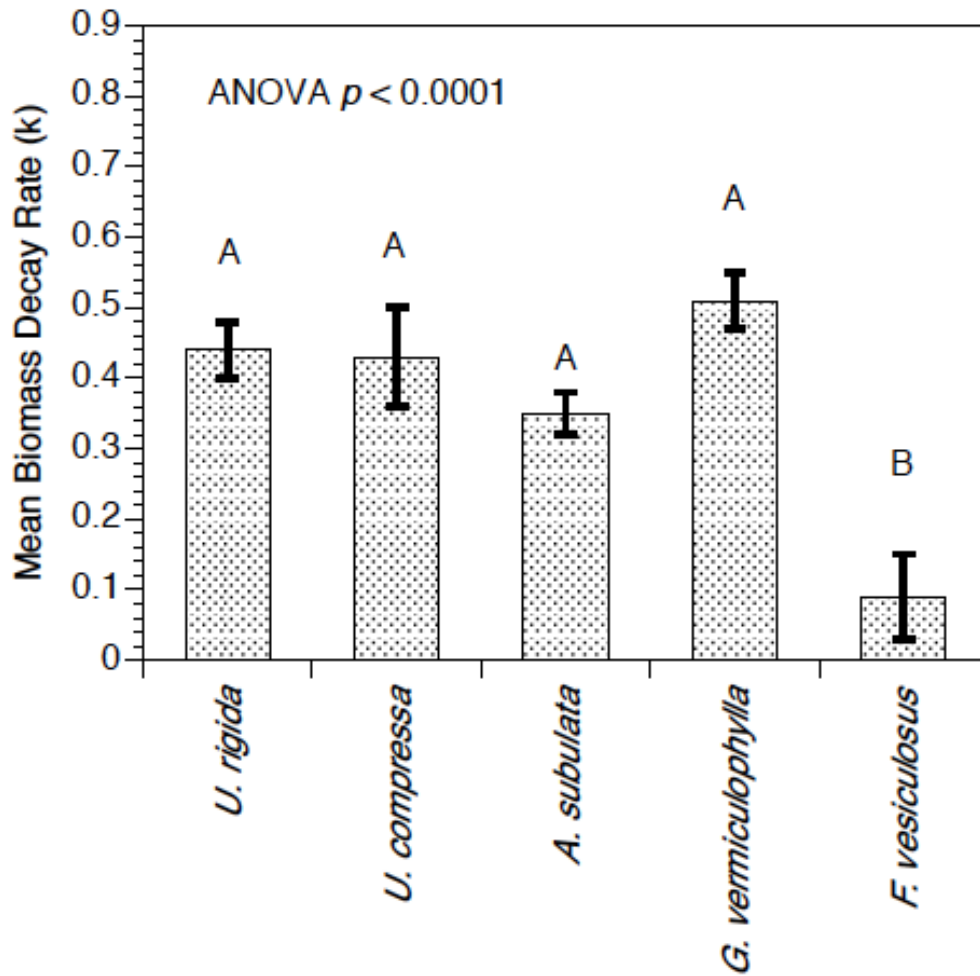 Mean Biomass Decay Rate (k)
0.9
0.8
0.7
0.6
0.5
0.4
0.3
0.2
0.1
0
ANOVA p < 0.0001
A
A
A
A
B
U. rigida
U. compressa
A. subulata
G. vermiculophylla
F. vesiculosus